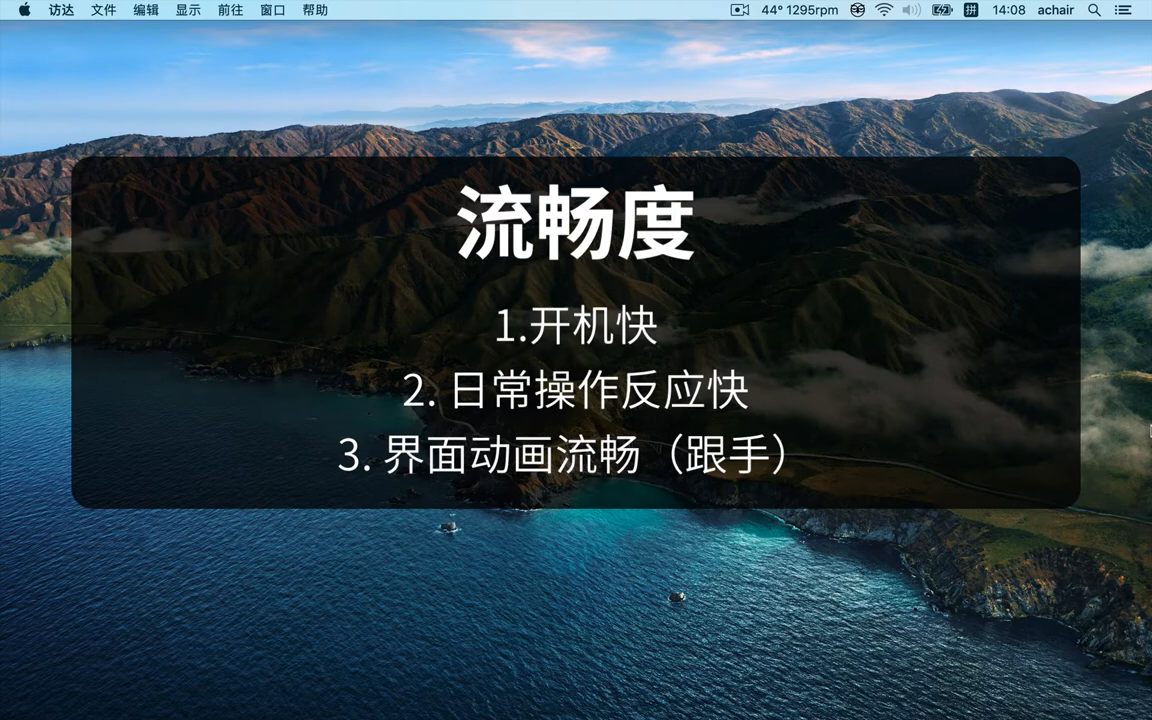 访达 文件 编辑 显示 前往 窗口 帮助 44° 1295rpm 拼 14:08 achair
流畅度
1.开机快
2. 日常操作反应快
3. 界面动画流畅（跟手）